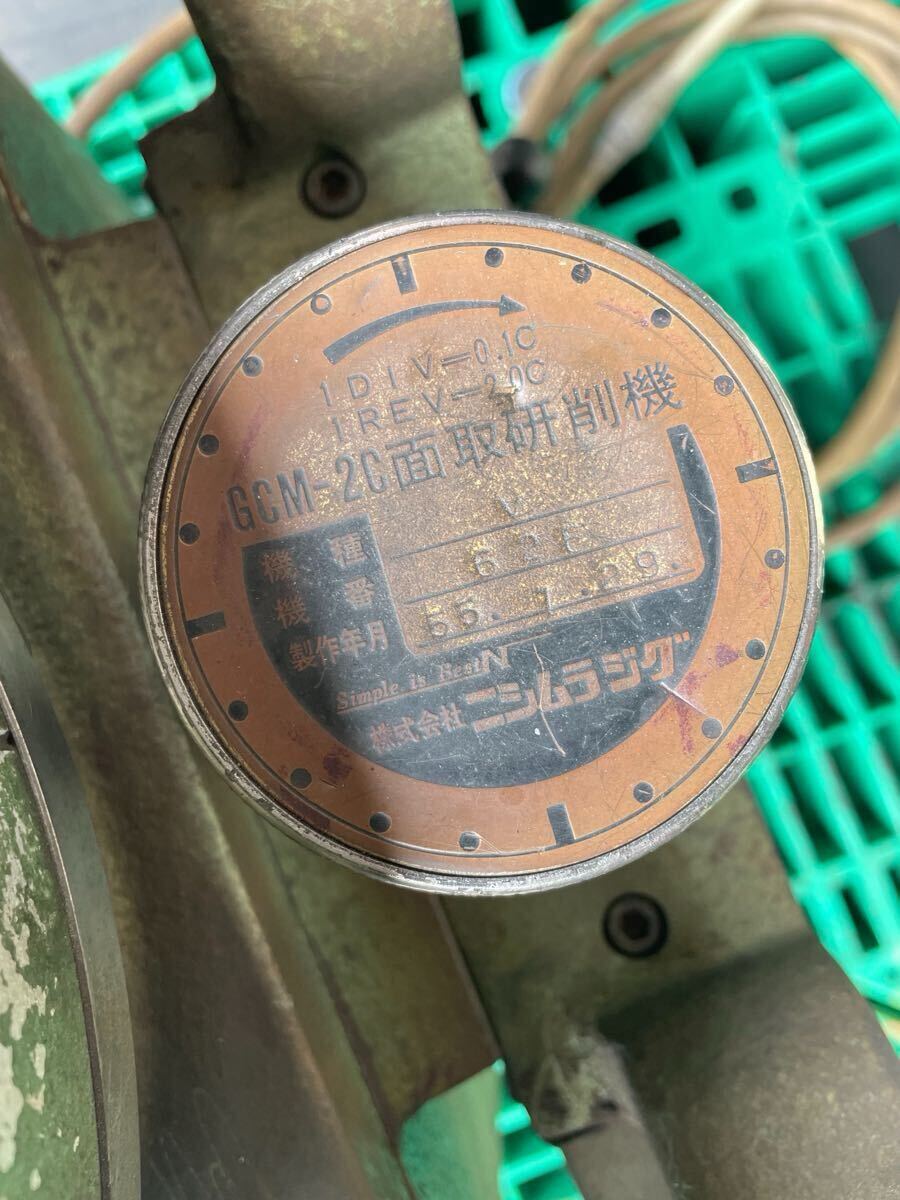 1DIV－0.1C
1REV－2.0C
GCM-2C面取研削機
機種 V
機番
製作年月 55. 7.29.
Simple is Best N
株式会社ニシムラジグ